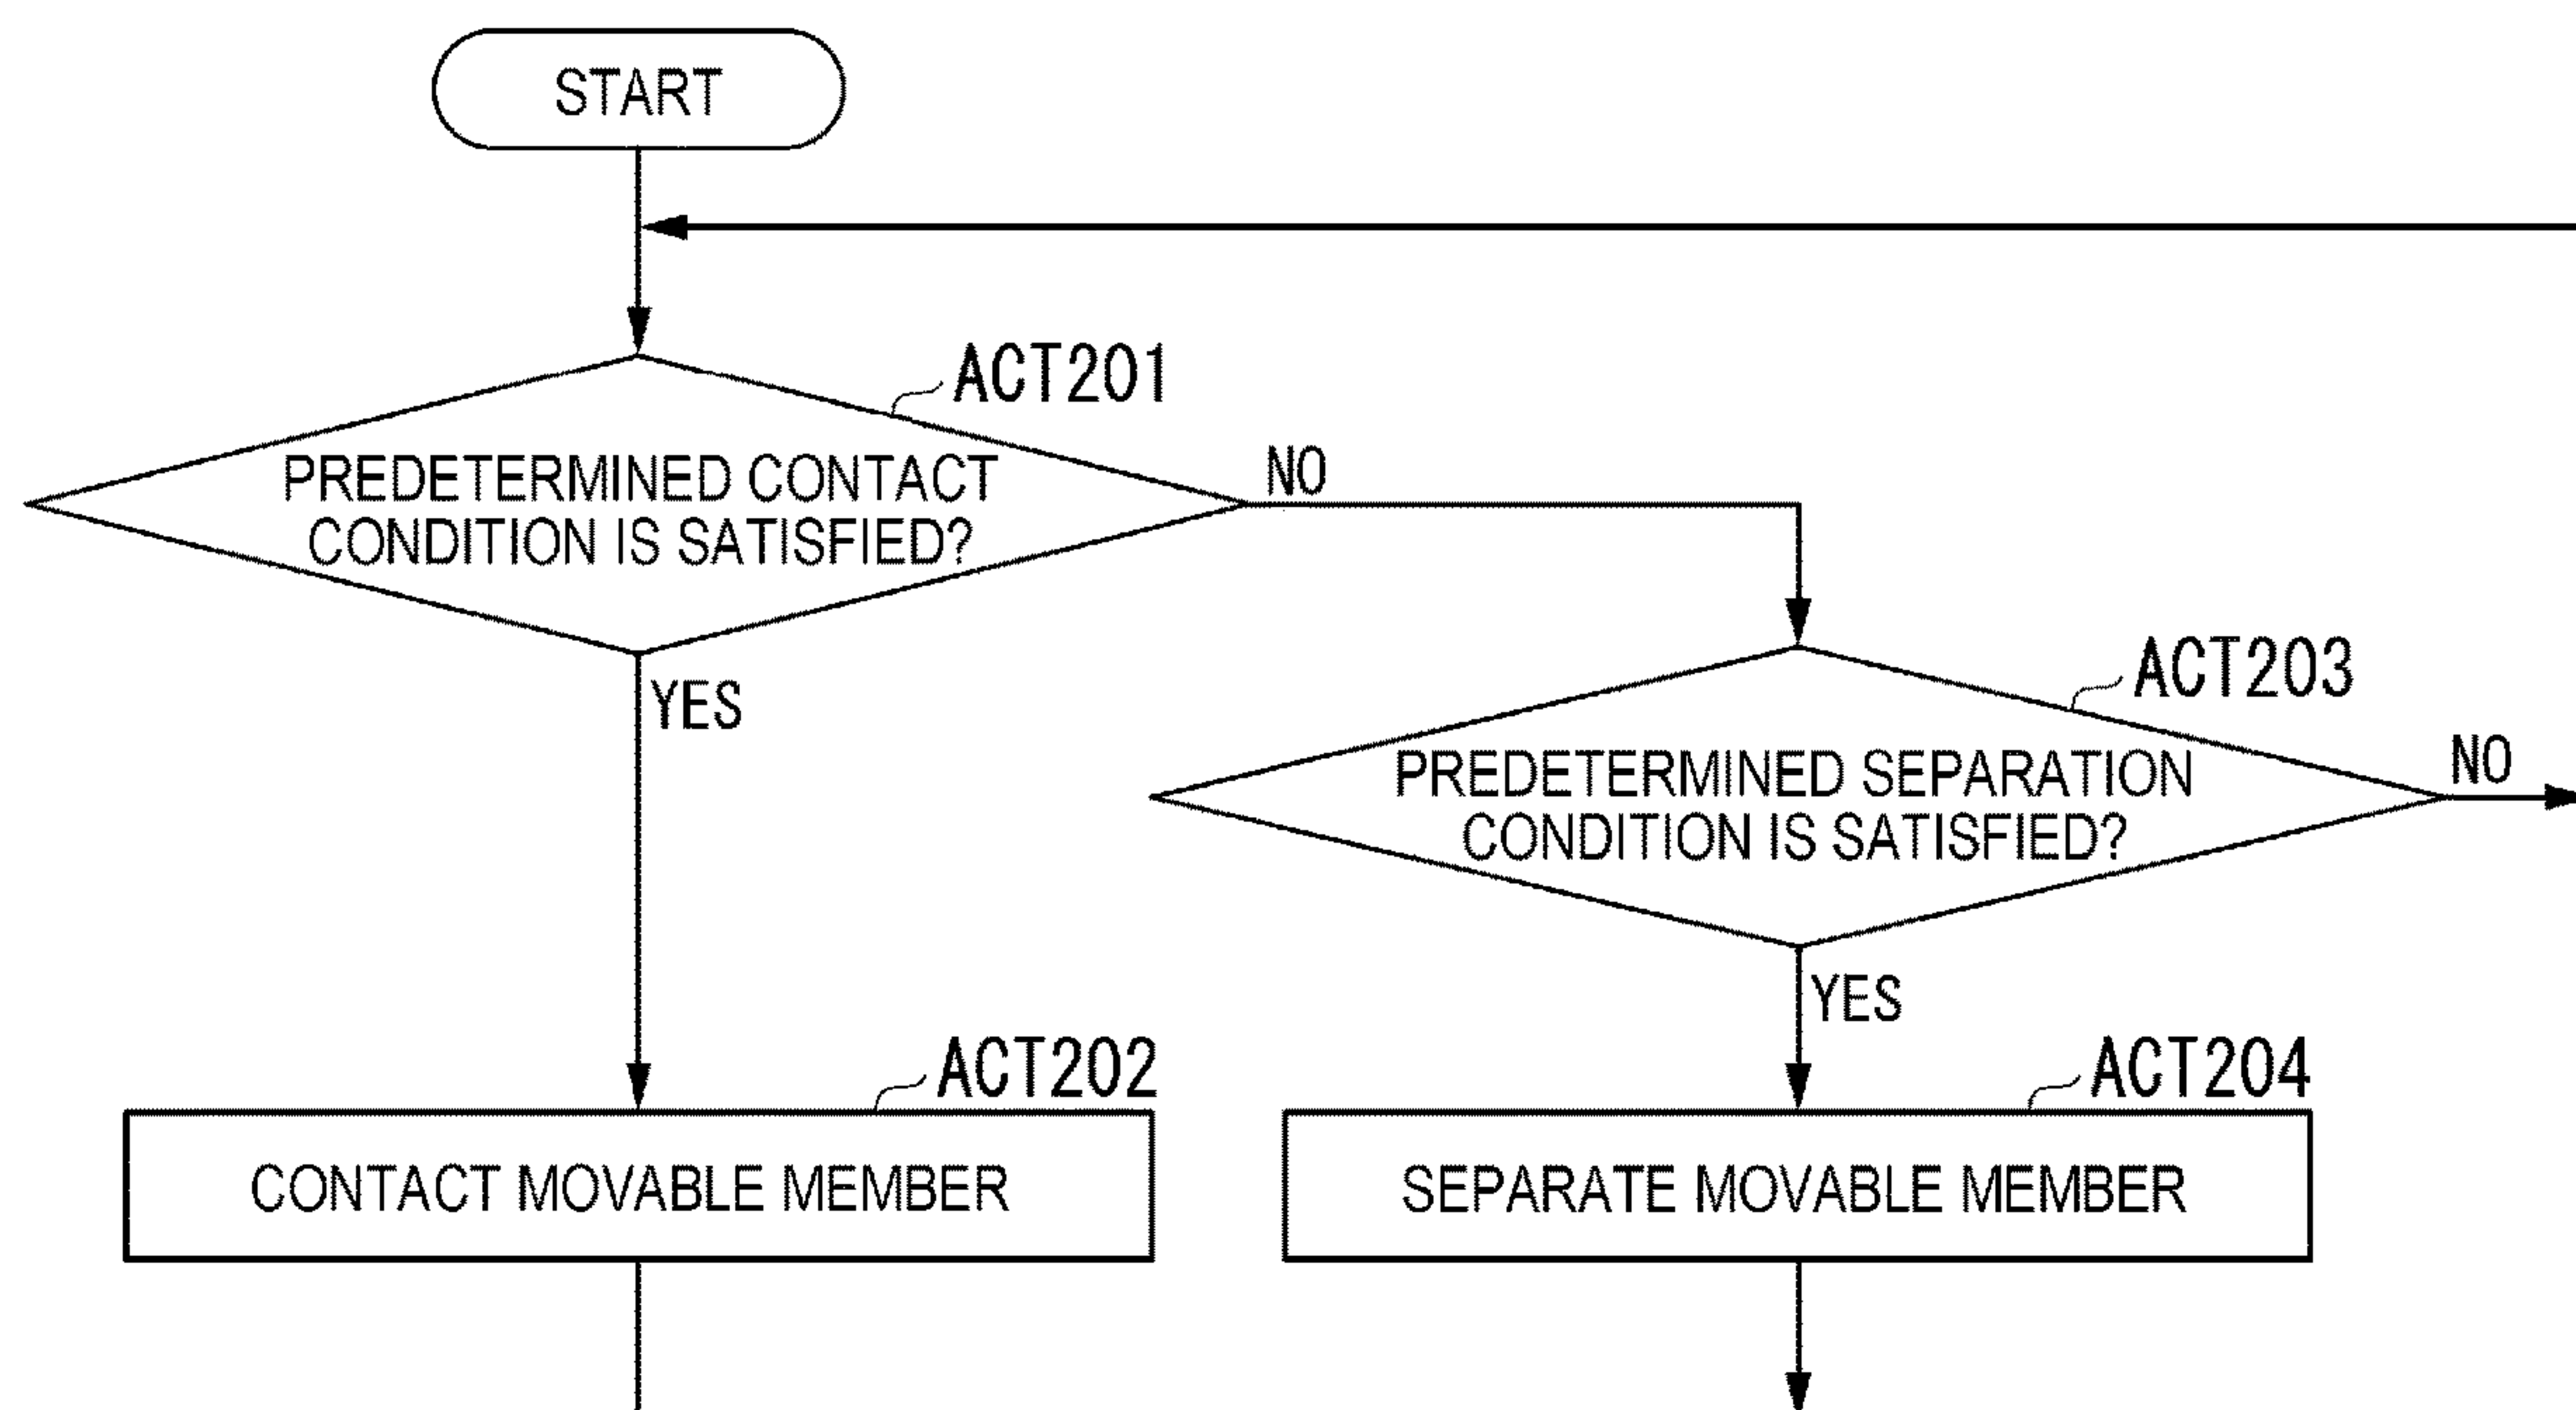 START
ACT201
PREDETERMINED CONTACT
CONDITION IS SATISFIED?
NO
YES
ACT203
PREDETERMINED SEPARATION
CONDITION IS SATISFIED?
NO
YES
ACT202
CONTACT MOVABLE MEMBER
ACT204
SEPARATE MOVABLE MEMBER